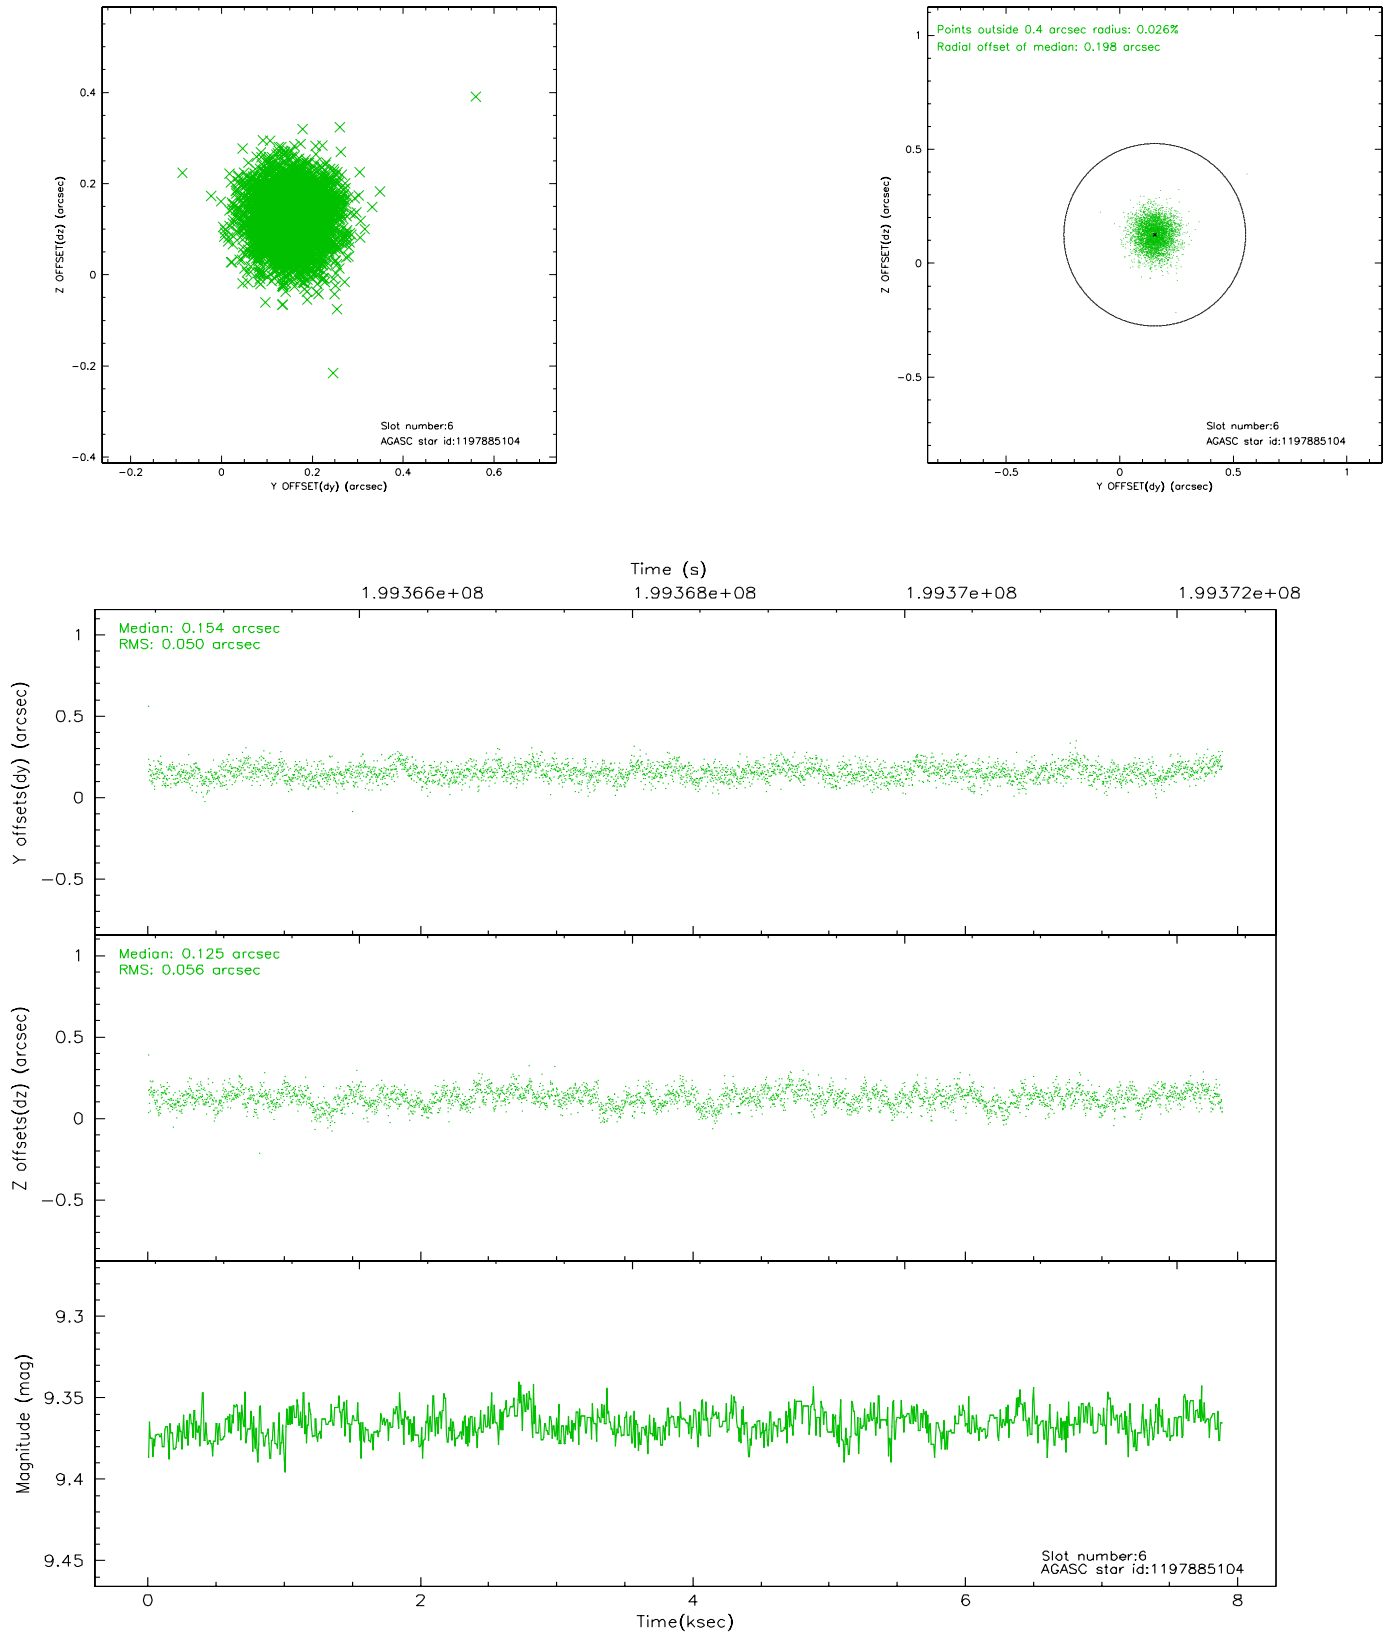 0.4
0.2
0
−0.2
−0.4
Z OFFSET(dz) (arcsec)
Slot number:6
AGASC star id:1197885104
−0.2 0 0.2 0.4 0.6
Y OFFSET(dy) (arcsec)
Points outside 0.4 arcsec radius: 0.026%
Radial offset of median: 0.198 arcsec
1
0.5
0
−0.5
Z OFFSET(dz) (arcsec)
Slot number:6
AGASC star id:1197885104
−0.5 0 0.5 1
Y OFFSET(dy) (arcsec)
Time (s)
1.99366e+08 1.99368e+08 1.9937e+08 1.99372e+08
Median: 0.154 arcsec
RMS: 0.050 arcsec
1
0.5
0
−0.5
Y offsets(dy) (arcsec)
Median: 0.125 arcsec
RMS: 0.056 arcsec
1
0.5
0
−0.5
Z offsets(dz) (arcsec)
9.3
9.35
9.4
9.45
Magnitude (mag)
Slot number:6
AGASC star id:1197885104
0 2 4 6 8
Time(ksec)